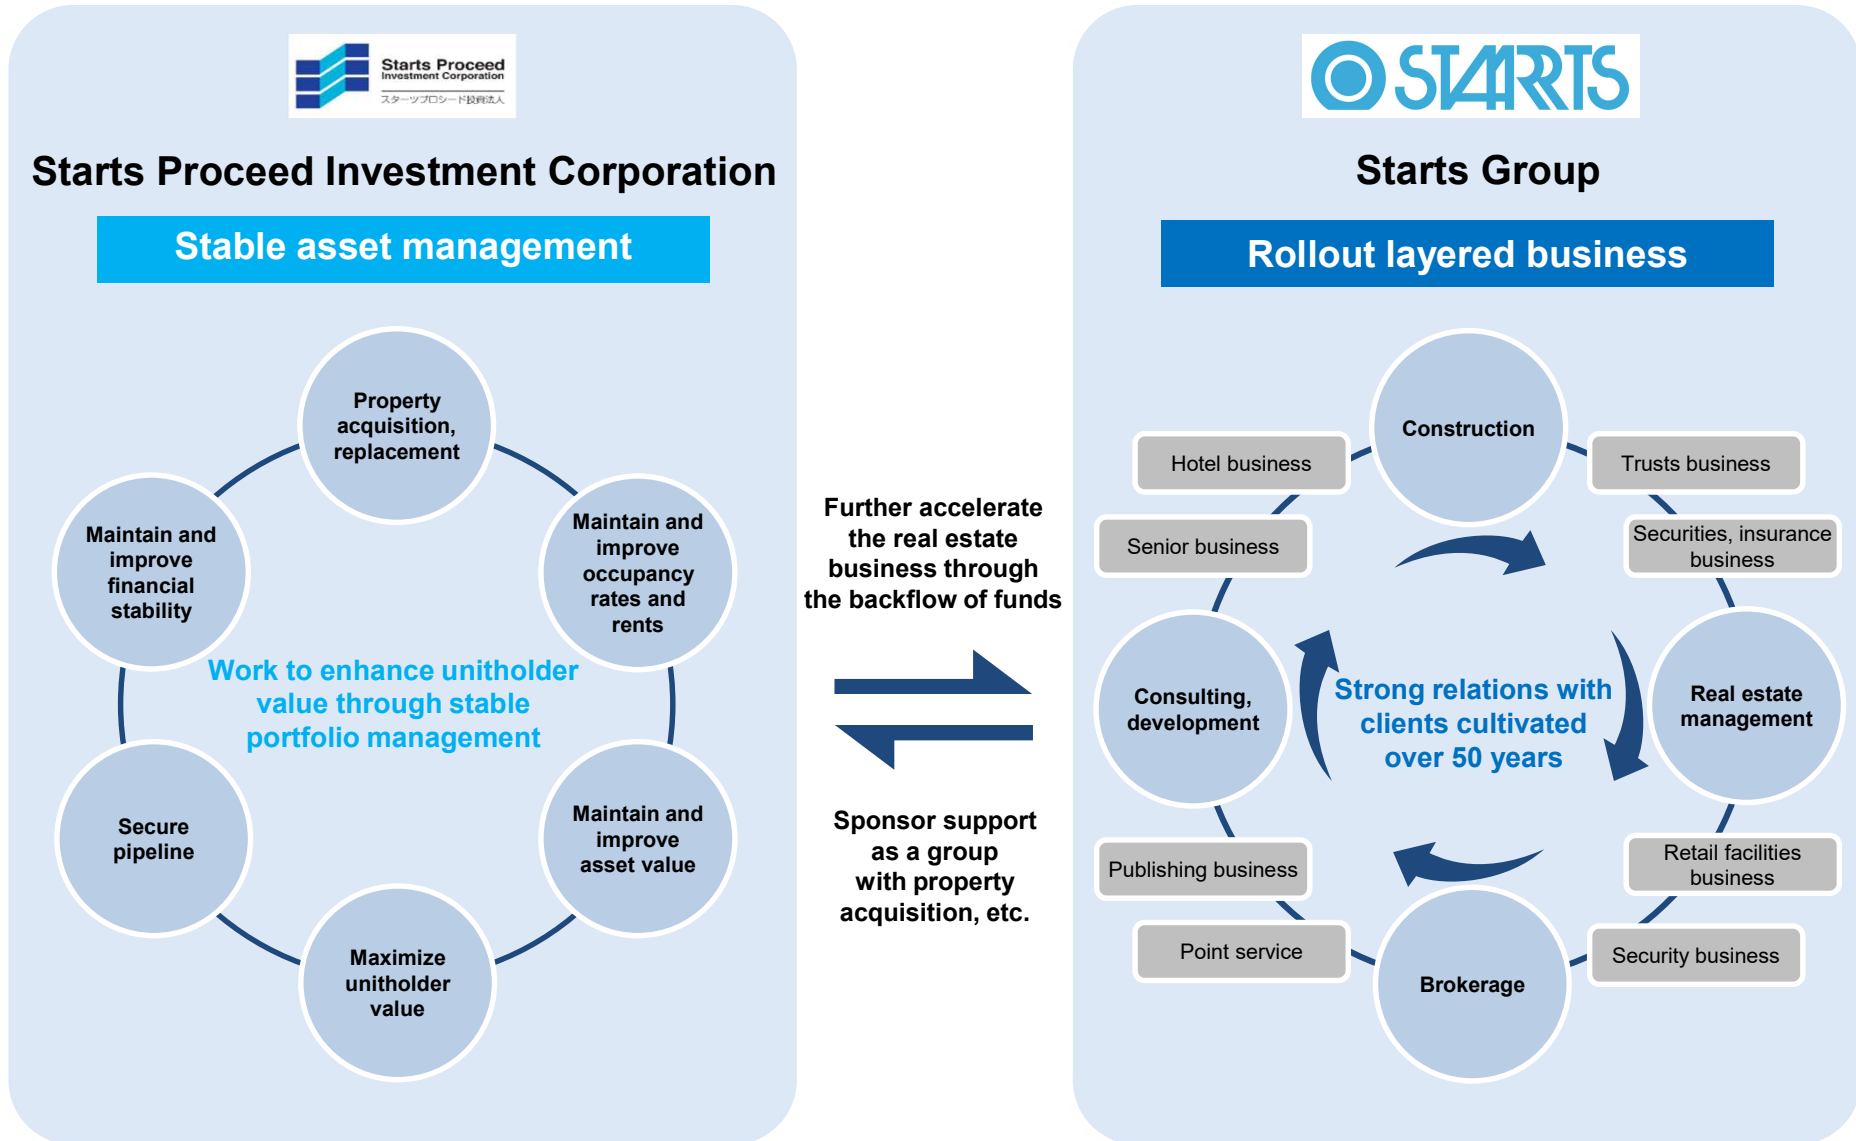 Starts Proceed
Investment Corporation
スターツプロシード投資法人
Starts Proceed Investment Corporation
Stable asset management
Property
acquisition,
replacement
Maintain and
improve
financial
stability
Maintain and
improve
occupancy
rates and
rents
Work to enhance unitholder
value through stable
portfolio management
Secure
pipeline
Maintain and
improve
asset value
Maximize
unitholder
value
Further accelerate
the real estate
business through
the backflow of funds
Sponsor support
as a group
with property
acquisition, etc.
STARTS
Starts Group
Rollout layered business
Construction
Hotel business
Trusts business
Senior business
Securities, insurance
business
Consulting,
development
Strong relations with
clients cultivated
over 50 years
Real estate
management
Publishing business
Retail facilities
business
Point service
Security business
Brokerage